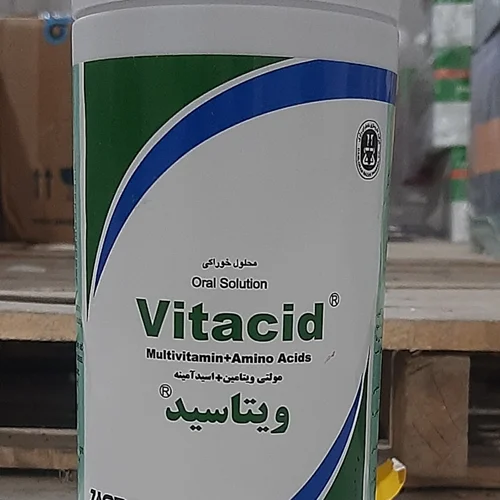 محلول خوراکی
Oral Solution
Vitacid®
Multivitamin+Amino Acids
مولتی ویتامین+اسیدآمینه
ویتاسید®